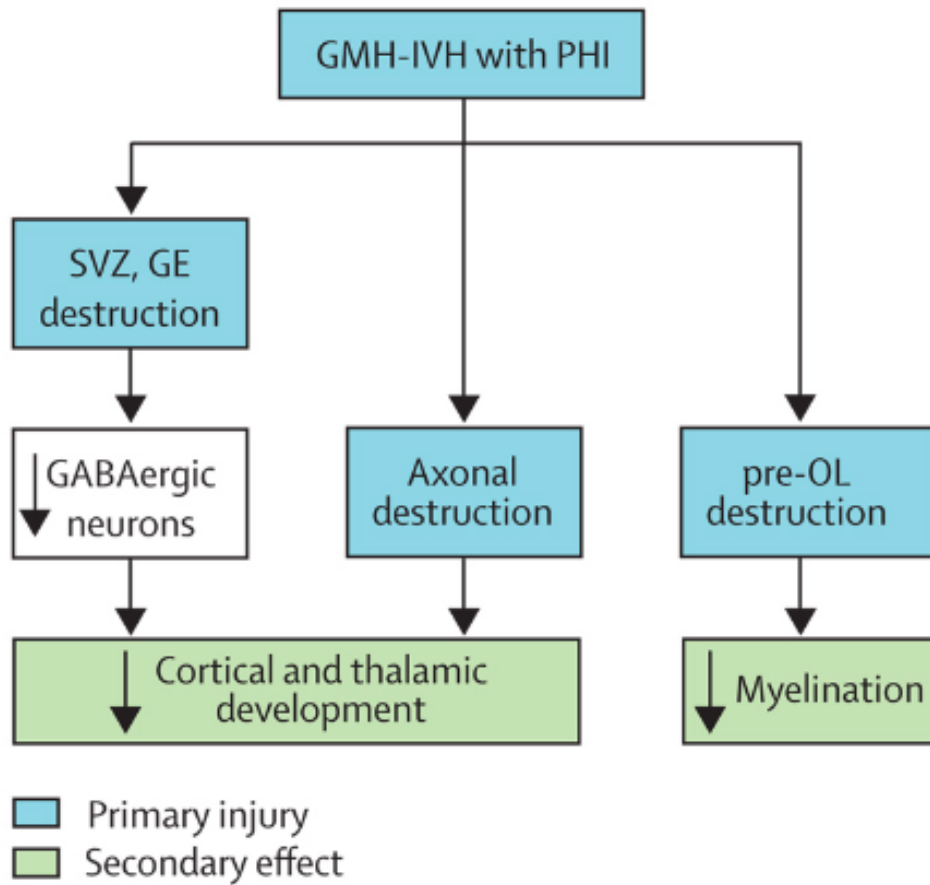 GMH-IVH with PHI
SVZ, GE
destruction
GABAergic
neurons
Axonal
destruction
pre-OL
destruction
Cortical and thalamic
development
Myelination
Primary injury
Secondary effect